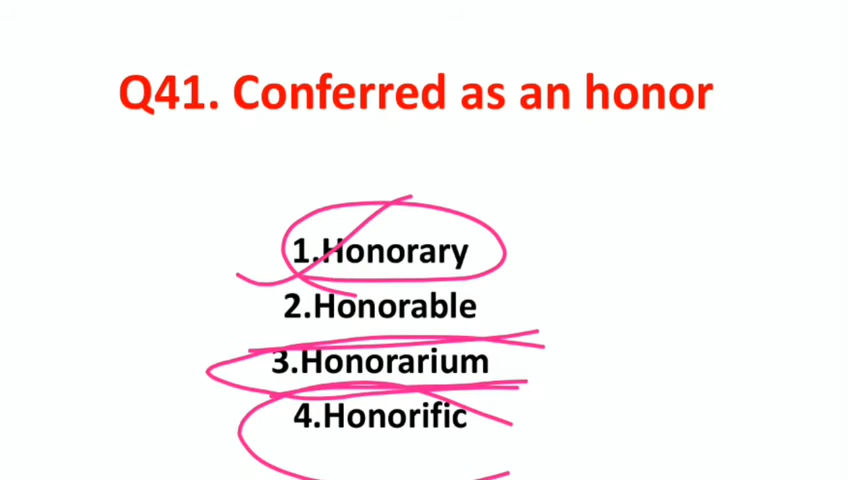 Q41. Conferred as an honor
1.Honorary
2.Honorable
3.Honorarium
4.Honorific